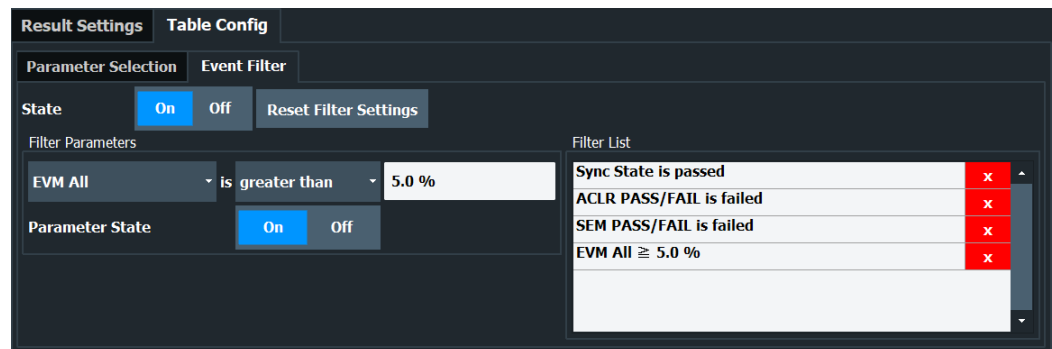 Result Settings Table Config
Parameter Selection Event Filter
State On Off Reset Filter Settings
Filter Parameters
EVM All is greater than 5.0 %
Parameter State On Off
Filter List
Sync State is passed x
ACLR PASS/FAIL is failed x
SEM PASS/FAIL is failed x
EVM All ≧ 5.0 % x